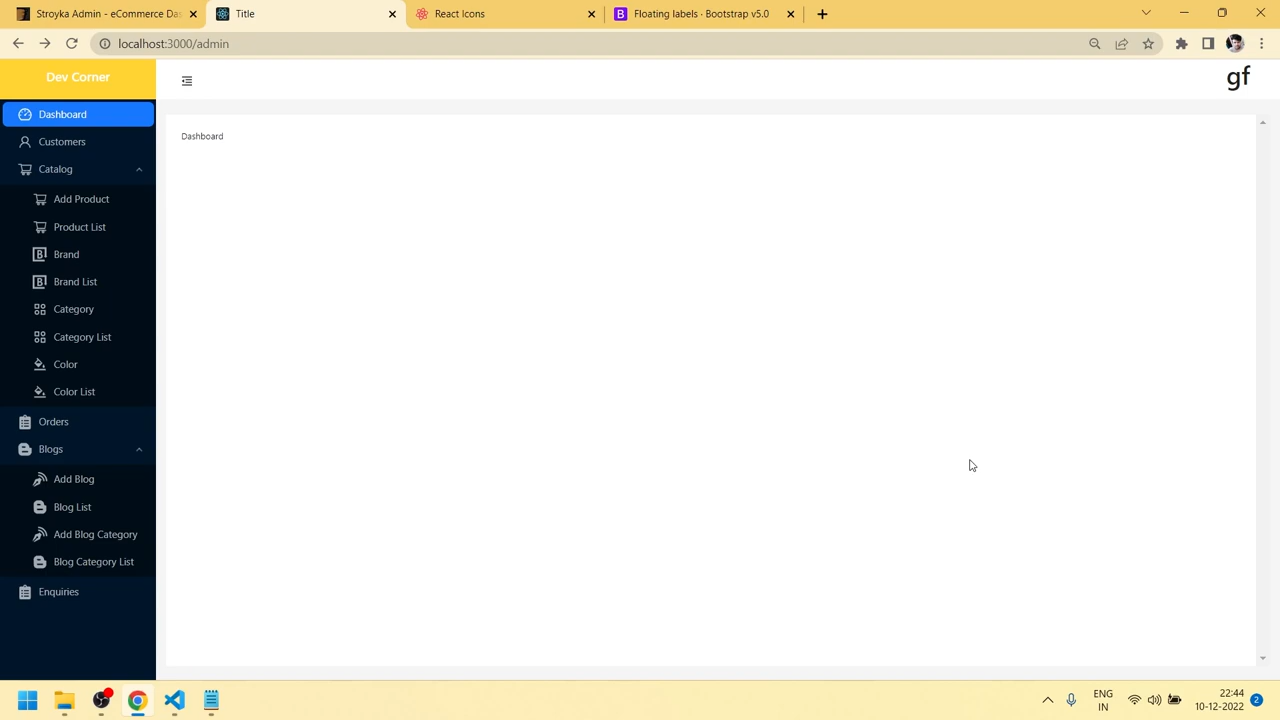 Stroyka Admin - eCommerce Das
Title
React Icons
Floating labels · Bootstrap v5.0
localhost:3000/admin
Dev Corner
gf
Dashboard
Dashboard
Customers
Catalog
Add Product
Product List
Brand
Brand List
Category
Category List
Color
Color List
Orders
Blogs
Add Blog
Blog List
Add Blog Category
Blog Category List
Enquiries
ENG
IN
22:44
10-12-2022
2